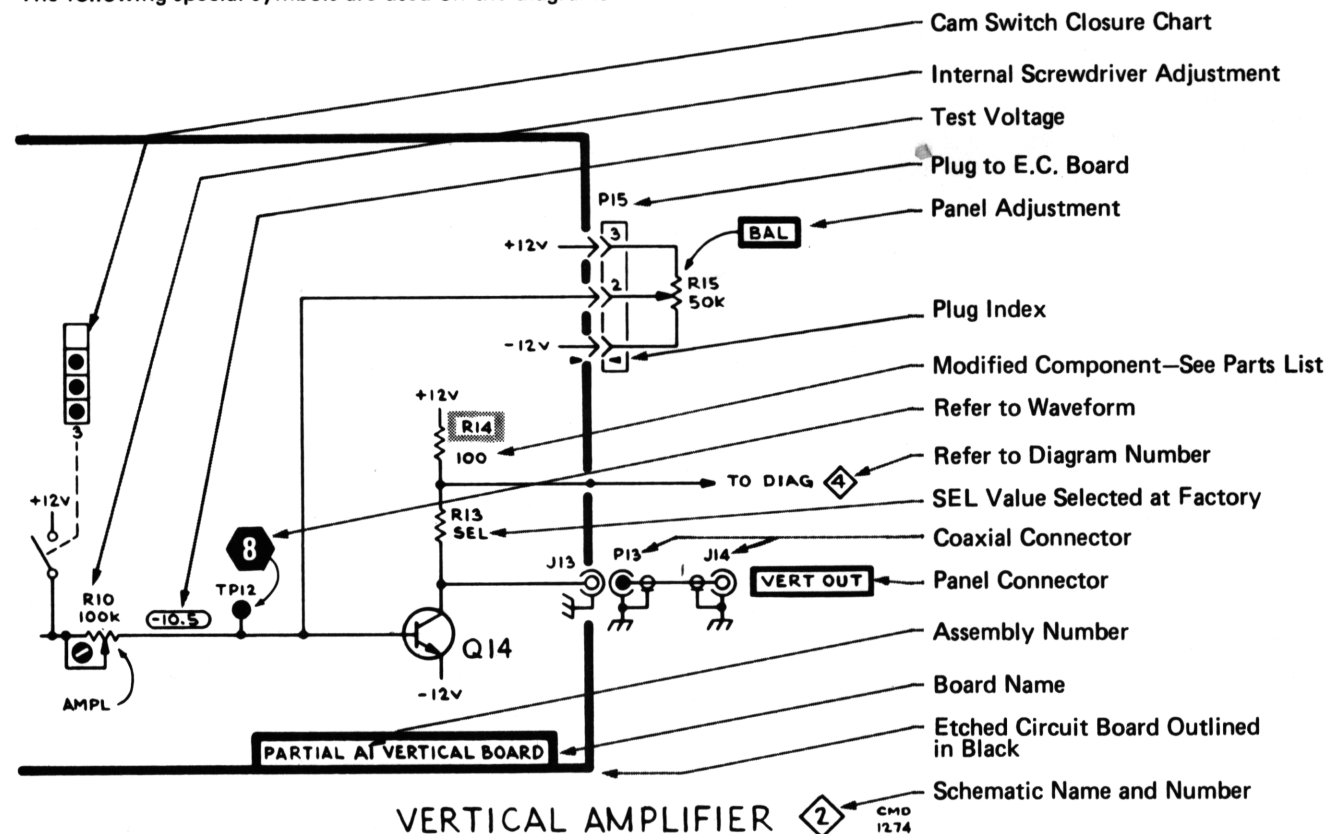 Cam Switch Closure Chart
Internal Screwdriver Adjustment
Test Voltage
Plug to E.C. Board
Panel Adjustment
Plug Index
Modified Component—See Parts List
Refer to Waveform
Refer to Diagram Number
SEL Value Selected at Factory
Coaxial Connector
Panel Connector
Assembly Number
Board Name
Etched Circuit Board Outlined
in Black
Schematic Name and Number
P15
+12V
3
BAL
2
R15
50K
-12V
3
+12V
R14
100
TO DIAG 4
R13
SEL
+12V
8
TP12
J13
P13
J14
VERT OUT
R10
100K
-10.5
Q14
-12V
AMPL
PARTIAL A1 VERTICAL BOARD
VERTICAL AMPLIFIER 2
CMD
1274